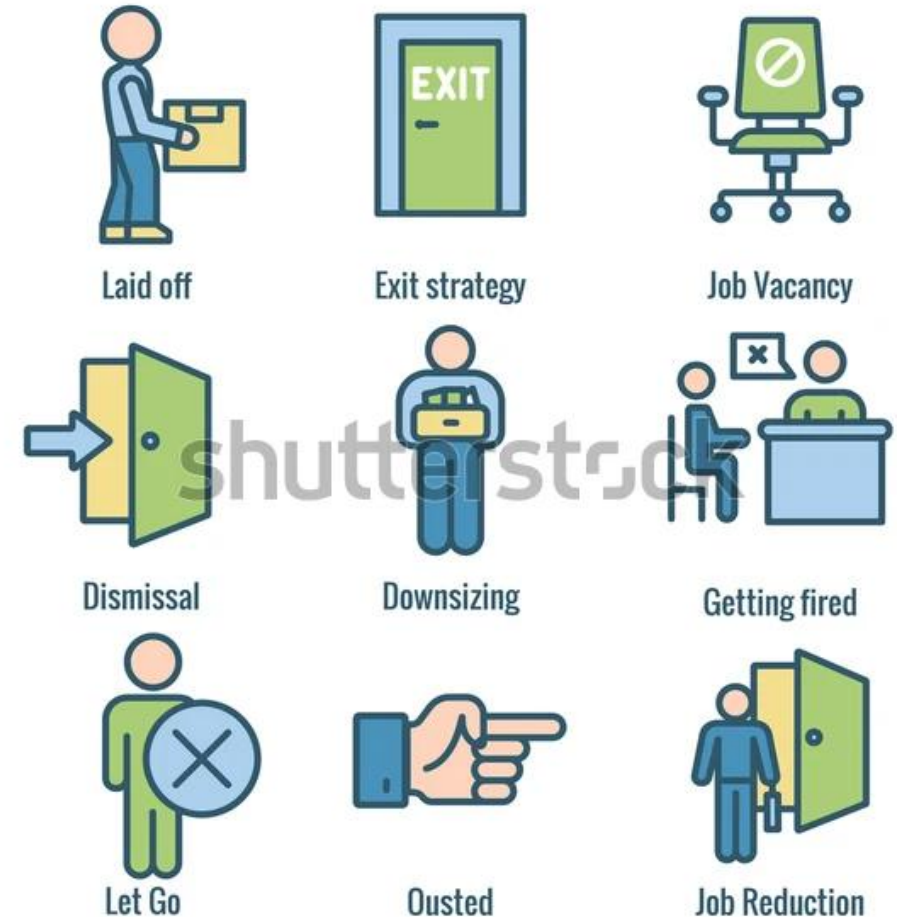 EXIT
Laid off
Exit strategy
Job Vacancy
shutterstock
Dismissal
Downsizing
Getting fired
Let Go
Ousted
Job Reduction